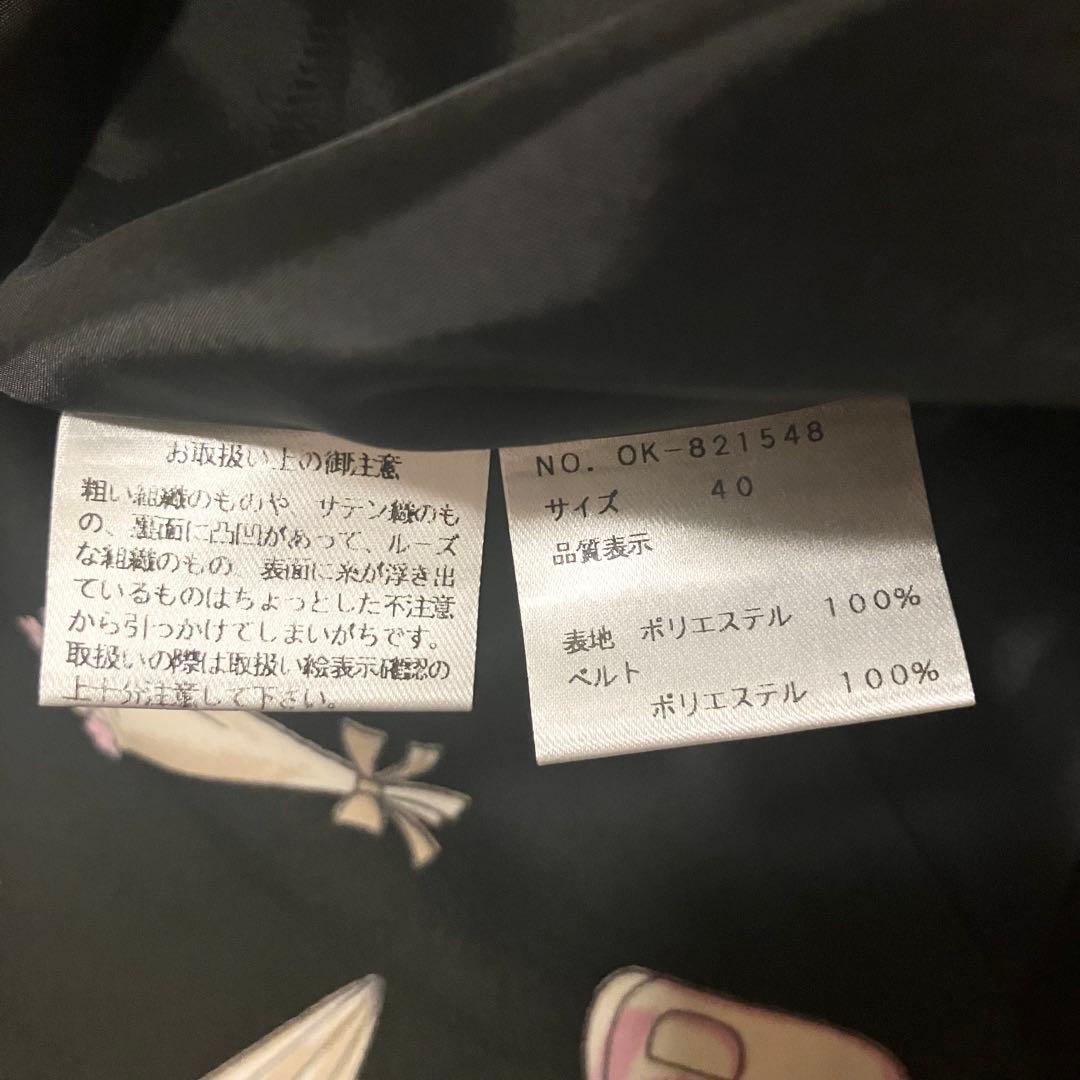 お取扱い上の御注意
粗い組織のものや サテン織のも
の、裏面に凸凹があって、ルーズ
な組織のもの、表面に糸が浮き出
ているものはちょっとした不注意
から引っかけてしまいがちです。
取扱いの際は取扱い絵表示確認の
上十分注意して下さい。
NO. OK-821548
サイズ 40
品質表示
表地 ポリエステル 100%
ベルト
ポリエステル 100%